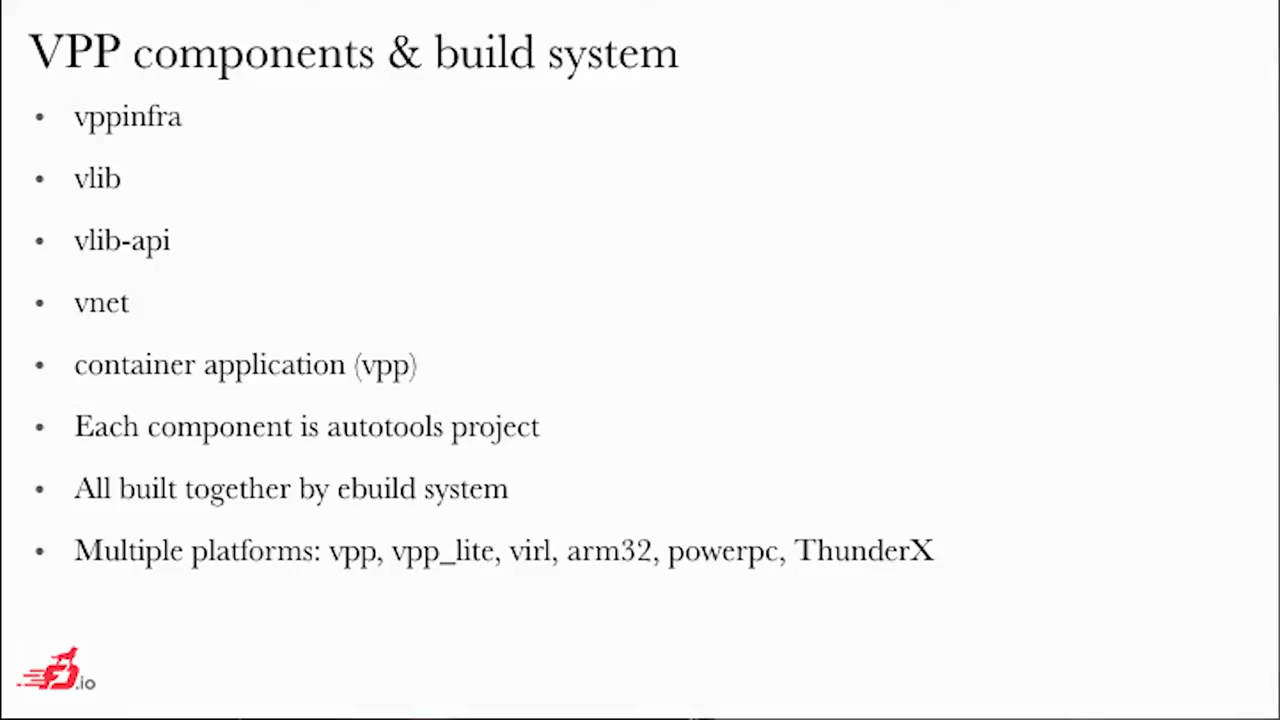 VPP components & build system
• vppinfra
• vlib
• vlib-api
• vnet
• container application (vpp)
• Each component is autotools project
• All built together by ebuild system
• Multiple platforms: vpp, vpp_lite, virl, arm32, powerpc, ThunderX
.io